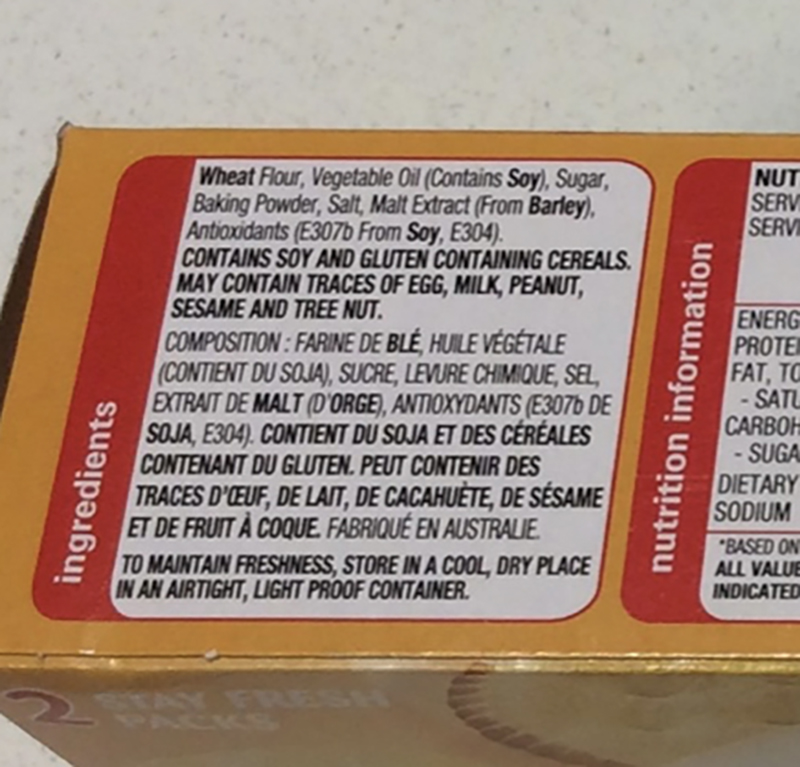 Wheat Flour, Vegetable Oil (Contains Soy), Sugar,
Baking Powder, Salt, Malt Extract (From Barley),
Antioxidants (E307b From Soy, E304).
CONTAINS SOY AND GLUTEN CONTAINING CEREALS.
MAY CONTAIN TRACES OF EGG, MILK, PEANUT,
SESAME AND TREE NUT.
COMPOSITION : FARINE DE BLÉ, HUILE VÉGÉTALE
(CONTIENT DU SOJA), SUCRE, LEVURE CHIMIQUE, SEL,
EXTRAIT DE MALT (D'ORGE), ANTIOXYDANTS (E307b DE
SOJA, E304). CONTIENT DU SOJA ET DES CÉRÉALES
CONTENANT DU GLUTEN. PEUT CONTENIR DES
TRACES D'ŒUF, DE LAIT, DE CACAHUÈTE, DE SÉSAME
ET DE FRUIT À COQUE. FABRIQUÉ EN AUSTRALIE.
TO MAINTAIN FRESHNESS, STORE IN A COOL, DRY PLACE
IN AN AIRTIGHT, LIGHT PROOF CONTAINER.
ingredients
nutrition information
NUT
SERV
SERVI
ENERG
PROTEI
FAT, TO
- SATU
CARBOH
- SUGA
DIETARY
SODIUM
*BASED ON
ALL VALUE
INDICATED
2 STAY FRESH
PACKS